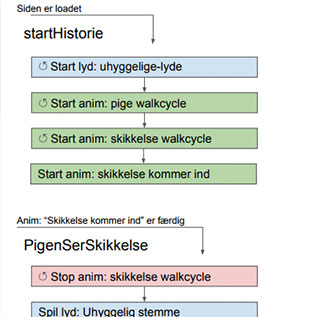 Siden er loadet
startHistorie
Start lyd: uhyggelige-lyde
Start anim: pige walkcycle
Start anim: skikkelse walkcycle
Start anim: skikkelse kommer ind
Anim: “Skikkelse kommer ind” er færdig
PigenSerSkikkelse
Stop anim: skikkelse walkcycle
Spil lyd: Uhyggelig stemme